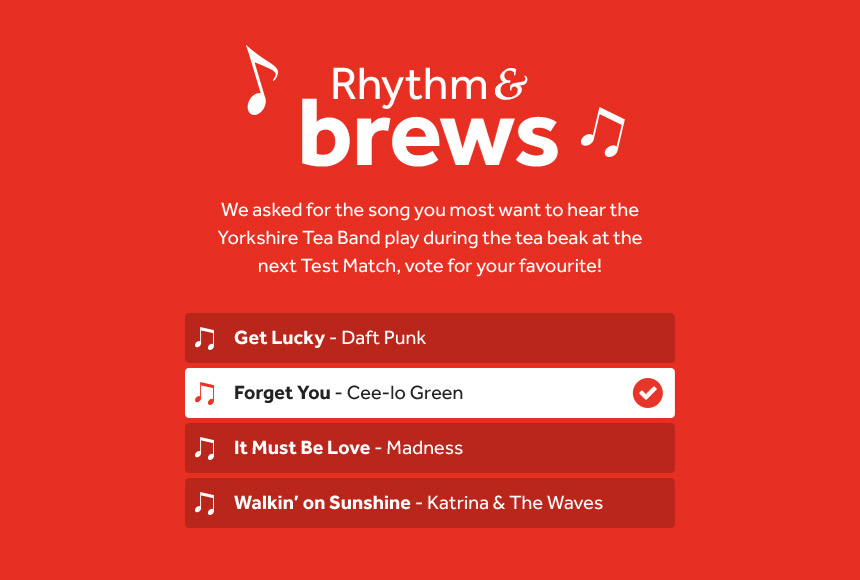 Rhythm &
brews
We asked for the song you most want to hear the
Yorkshire Tea Band play during the tea beak at the
next Test Match, vote for your favourite!
Get Lucky - Daft Punk
Forget You - Cee-lo Green
It Must Be Love - Madness
Walkin’ on Sunshine - Katrina & The Waves